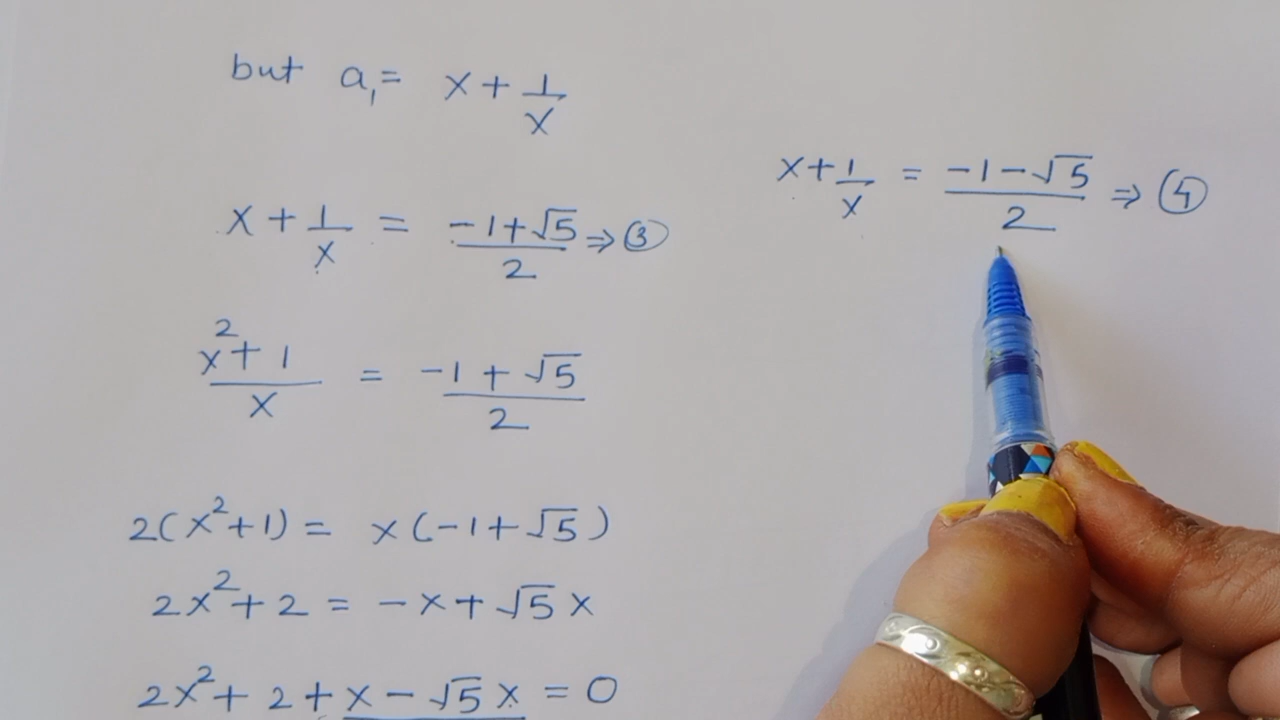 but a₁ = x + 1/x
x + 1/x = (-1+√5)/2 ⇒ ③
(x²+1)/x = (-1+√5)/2
2(x²+1) = x(-1+√5)
2x²+2 = -x+√5 x
2x²+2+x-√5 x = 0
x + 1/x = (-1-√5)/2 ⇒ ④